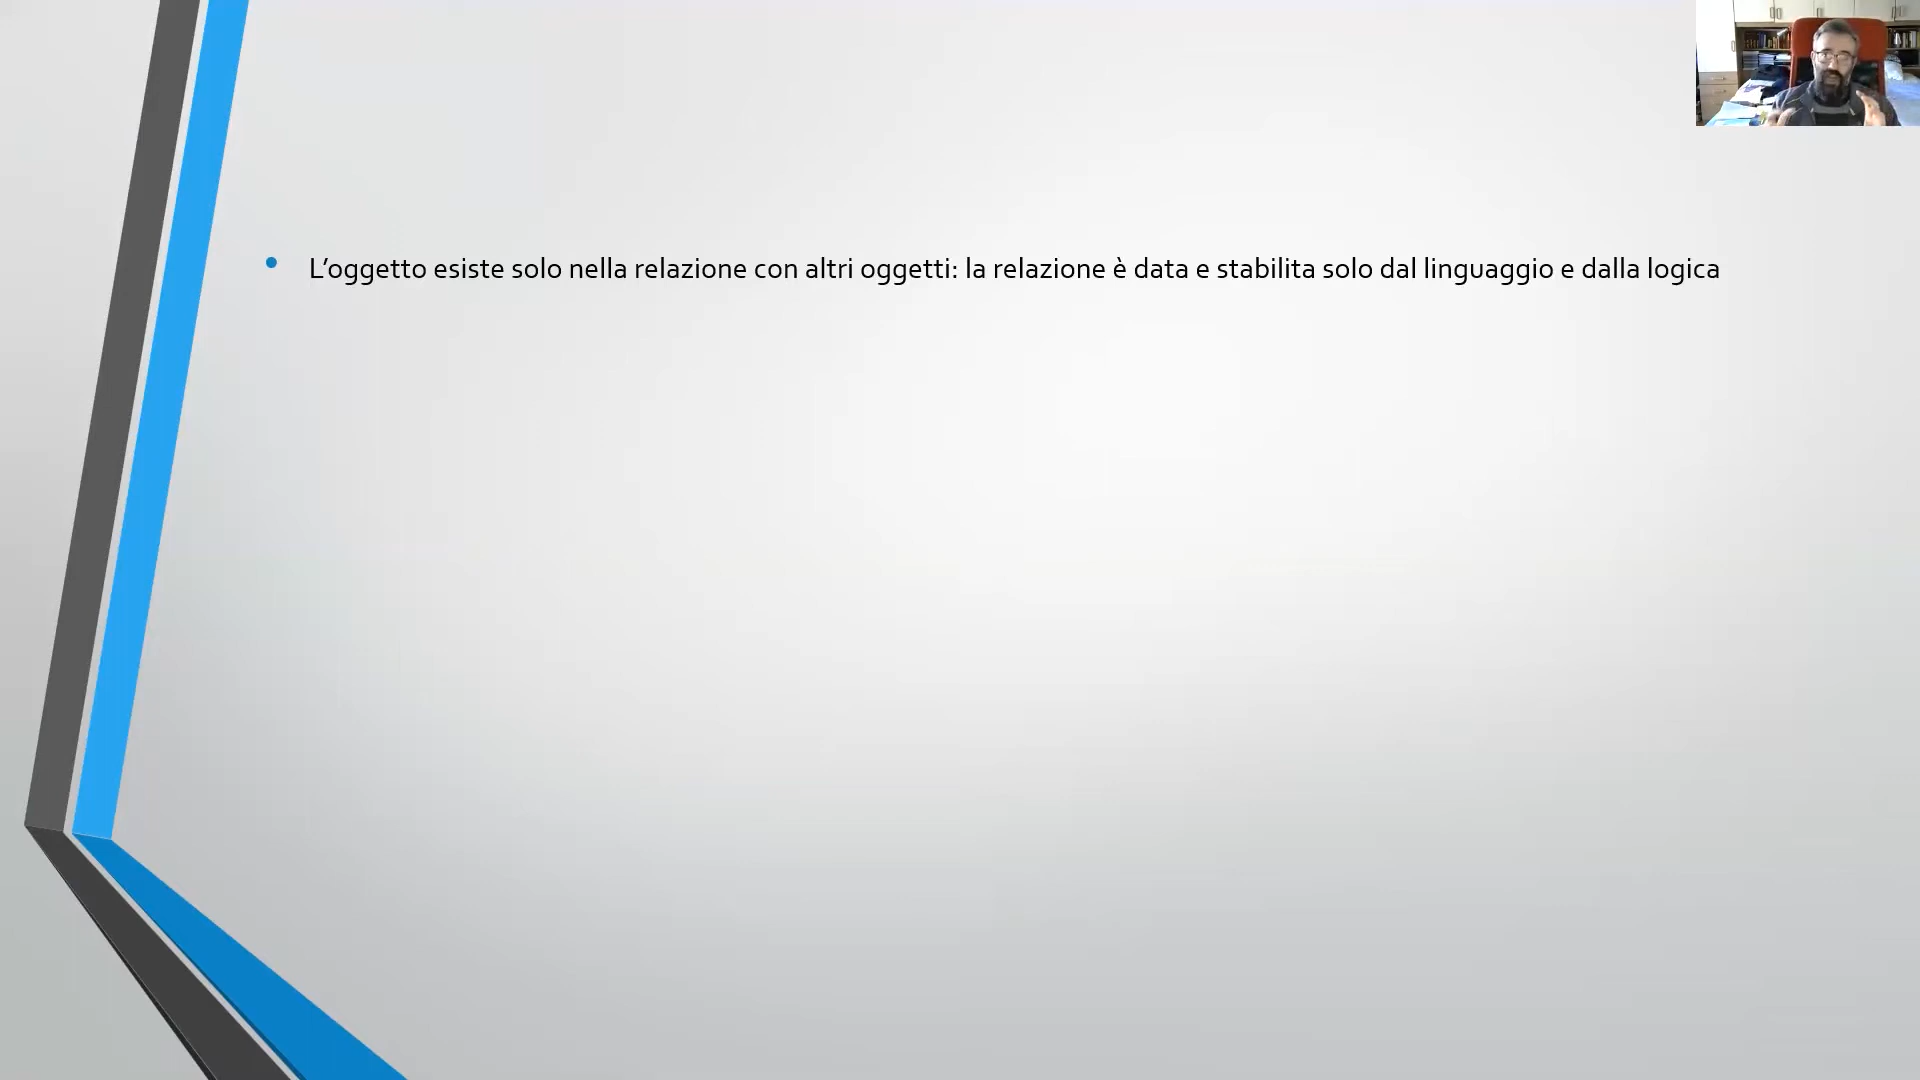 L’oggetto esiste solo nella relazione con altri oggetti: la relazione è data e stabilita solo dal linguaggio e dalla logica